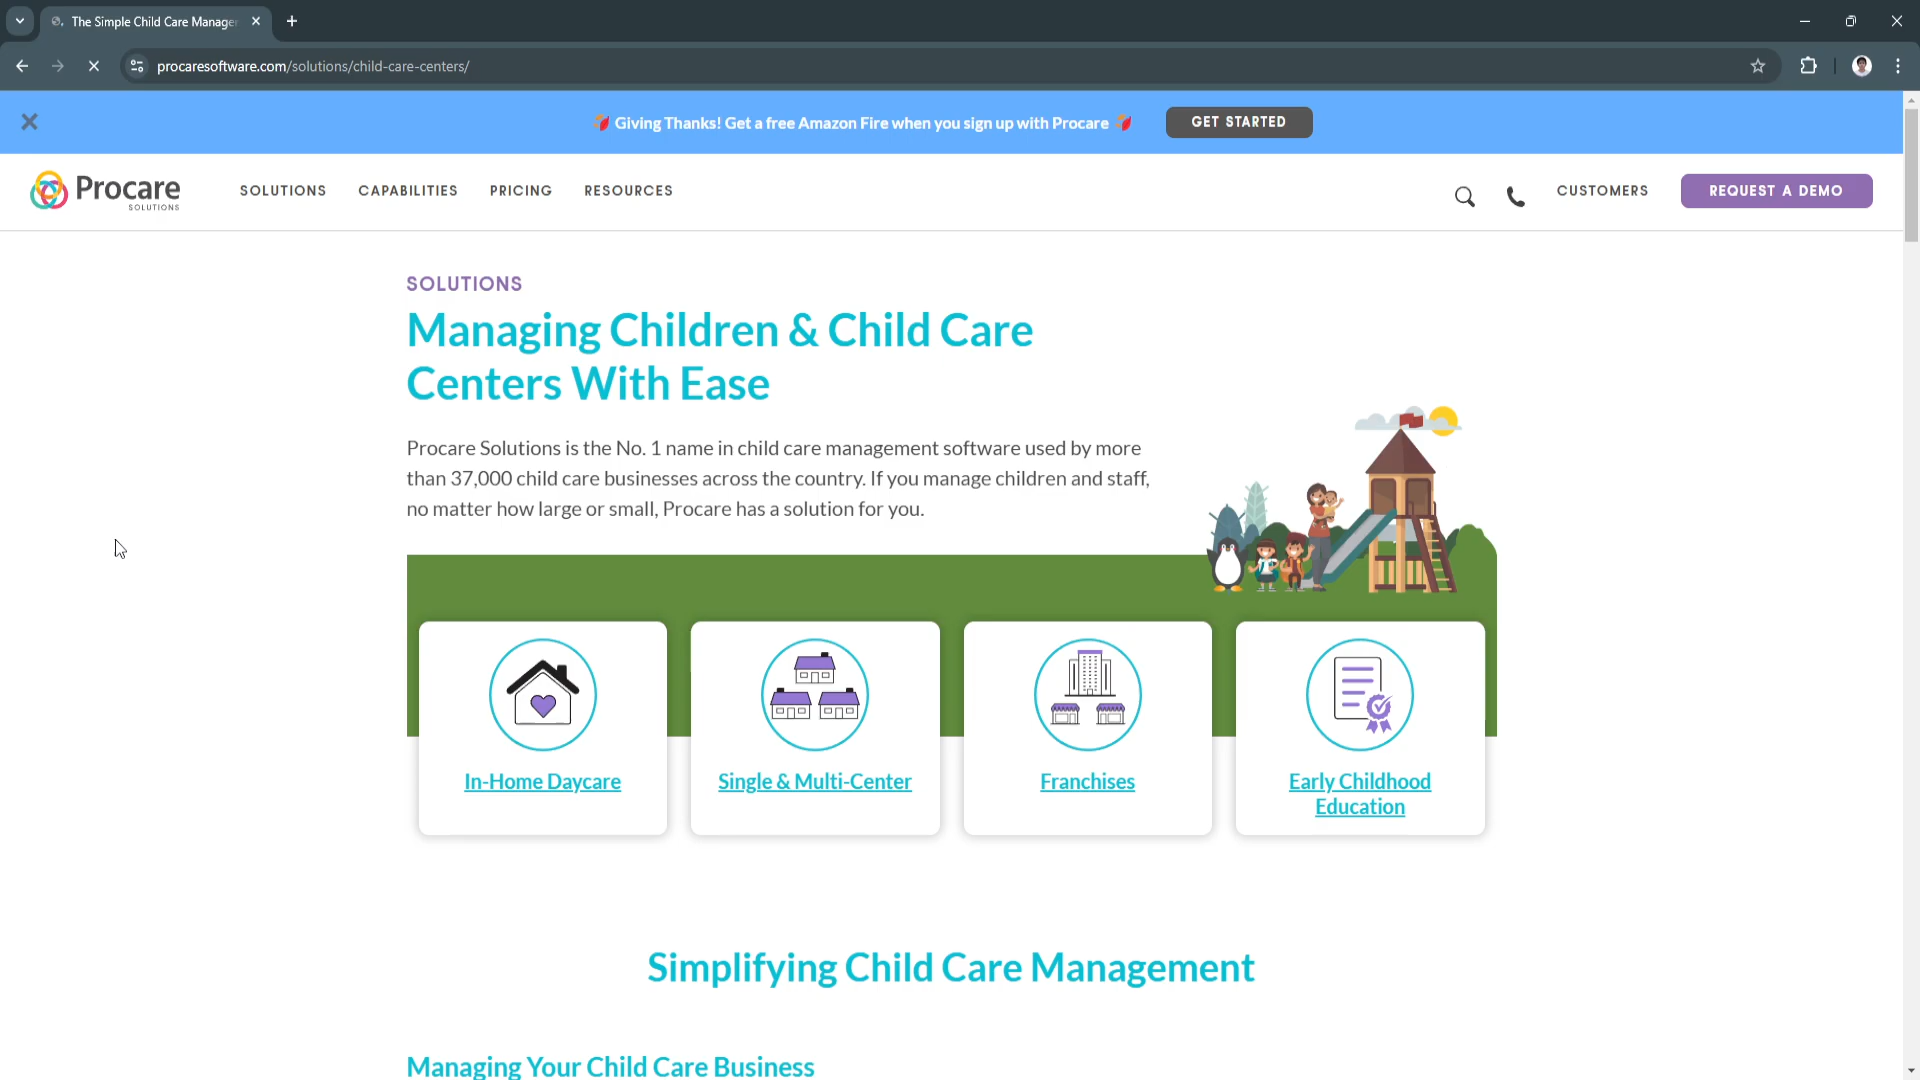 The Simple Child Care Manage
procaresoftware.com/solutions/child-care-centers/
Giving Thanks! Get a free Amazon Fire when you sign up with Procare
GET STARTED
Procare
SOLUTIONS
SOLUTIONS
CAPABILITIES
PRICING
RESOURCES
CUSTOMERS
REQUEST A DEMO
SOLUTIONS
Managing Children & Child Care
Centers With Ease
Procare Solutions is the No. 1 name in child care management software used by more
than 37,000 child care businesses across the country. If you manage children and staff,
no matter how large or small, Procare has a solution for you.
In-Home Daycare
Single & Multi-Center
Franchises
Early Childhood
Education
Simplifying Child Care Management
Managing Your Child Care Business